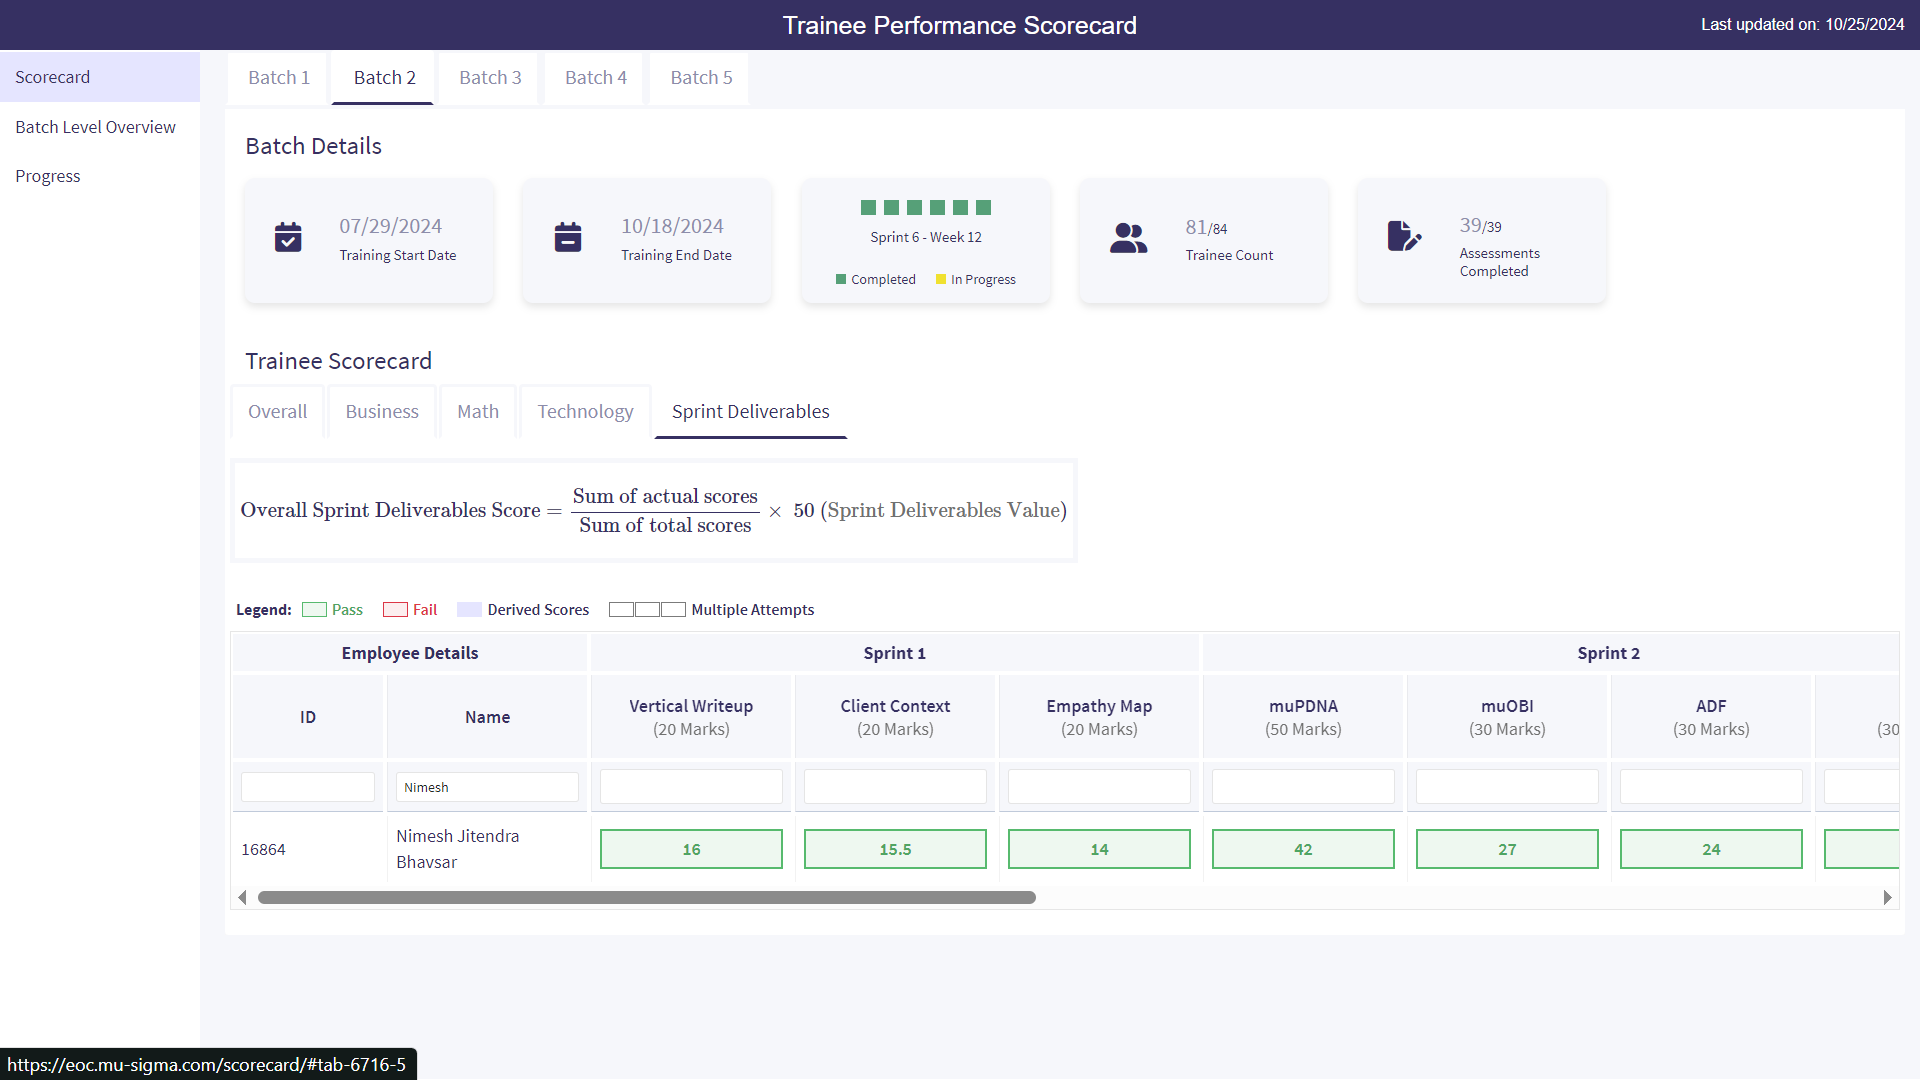 Trainee Performance Scorecard
Last updated on: 10/25/2024
Scorecard
Batch Level Overview
Progress
Batch 1
Batch 2
Batch 3
Batch 4
Batch 5
Batch Details
07/29/2024
Training Start Date
10/18/2024
Training End Date
Sprint 6 - Week 12
Completed
In Progress
81/84
Trainee Count
39/39
Assessments
Completed
Trainee Scorecard
Overall
Business
Math
Technology
Sprint Deliverables
Overall Sprint Deliverables Score = Sum of actual scores / Sum of total scores × 50 (Sprint Deliverables Value)
Legend: Pass Fail Derived Scores Multiple Attempts
Employee Details
Sprint 1
Sprint 2
ID
Name
Vertical Writeup
(20 Marks)
Client Context
(20 Marks)
Empathy Map
(20 Marks)
muPDNA
(50 Marks)
muOBI
(30 Marks)
ADF
(30 Marks)
(30
Nimesh
16864
Nimesh Jitendra
Bhavsar
16
15.5
14
42
27
24
https://eoc.mu-sigma.com/scorecard/#tab-6716-5